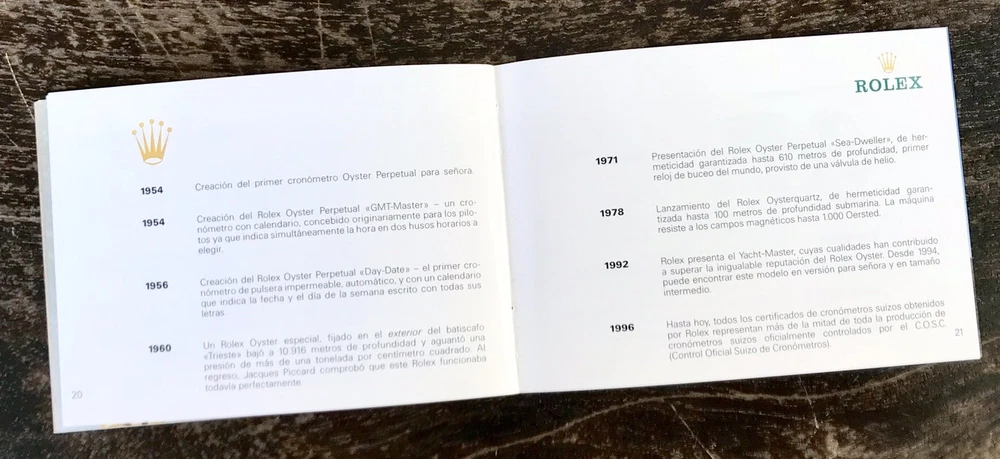 1954
Creación del primer cronómetro Oyster Perpetual para señora.
1954
Creación del Rolex Oyster Perpetual «GMT-Master» – un cro-
nómetro con calendario, concebido originariamente para los pilo-
tos ya que indica simultáneamente la hora en dos husos horarios a
elegir.
1956
Creación del Rolex Oyster Perpetual «Day-Date» – el primer cro-
nómetro de pulsera impermeable, automático, y con un calendario
que indica la fecha y el día de la semana escrito con todas sus
letras.
1960
Un Rolex Oyster especial, fijado en el exterior del batiscafo
«Trieste» bajó a 10.916 metros de profundidad y aguantó una
presión de más de una tonelada por centímetro cuadrado. Al
regreso, Jacques Piccard comprobó que este Rolex funcionaba
todavía perfectamente.
20
ROLEX
1971
Presentación del Rolex Oyster Perpetual «Sea-Dweller», de her-
meticidad garantizada hasta 610 metros de profundidad, primer
reloj de buceo del mundo, provisto de una válvula de helio.
1978
Lanzamiento del Rolex Oysterquartz, de hermeticidad garan-
tizada hasta 100 metros de profundidad submarina. La máquina
resiste a los campos magnéticos hasta 1.000 Oersted.
1992
Rolex presenta el Yacht-Master, cuyas cualidades han contribuido
a superar la inigualable reputación del Rolex Oyster. Desde 1994,
puede encontrar este modelo en versión para señora y en tamaño
intermedio.
1996
Hasta hoy, todos los certificados de cronómetros suizos obtenidos
por Rolex representan más de la mitad de toda la producción de
cronómetros suizos oficialmente controlados por el C.O.S.C.
(Control Oficial Suizo de Cronómetros).
21